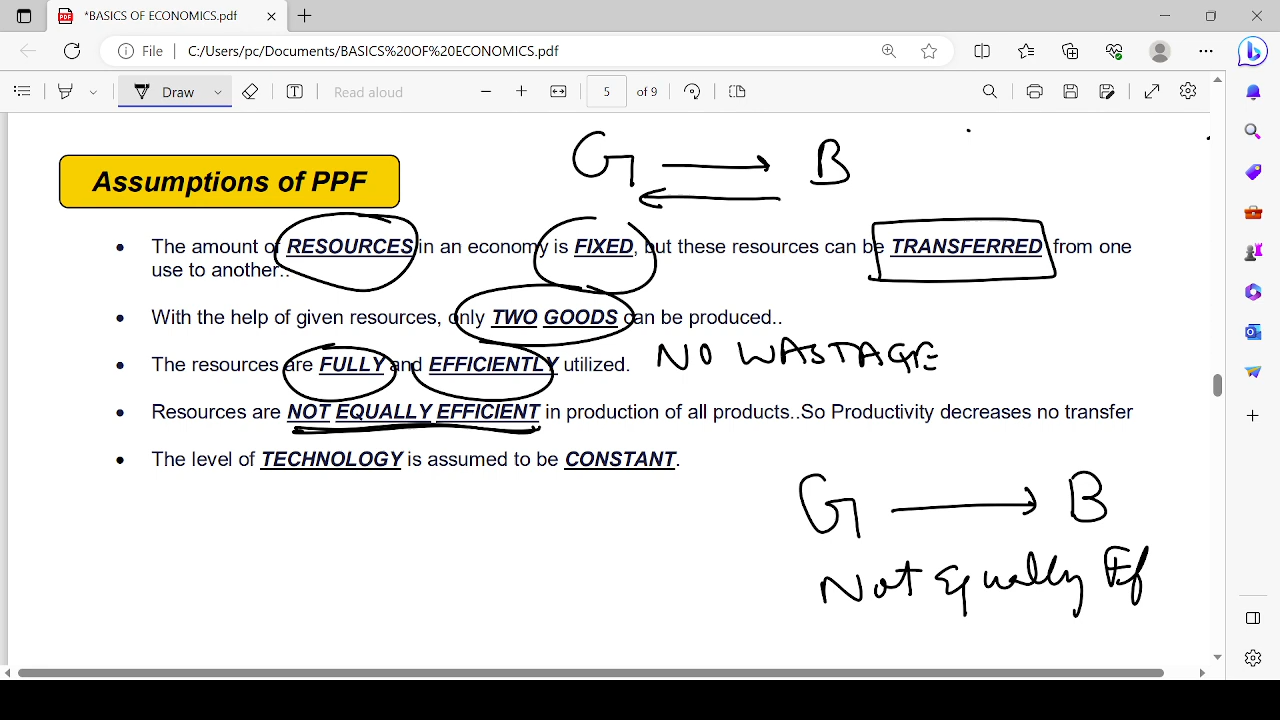 *BASICS OF ECONOMICS.pdf
File C:/Users/pc/Documents/BASICS%20OF%20ECONOMICS.pdf
Draw Read aloud 5 of 9
G B
Assumptions of PPF
The amount of RESOURCES in an economy is FIXED, but these resources can be TRANSFERRED from one
use to another..
With the help of given resources, only TWO GOODS can be produced..
The resources are FULLY and EFFICIENTLY utilized. NO WASTAGE
Resources are NOT EQUALLY EFFICIENT in production of all products..So Productivity decreases no transfer
The level of TECHNOLOGY is assumed to be CONSTANT.
G B
Not Equally Ef